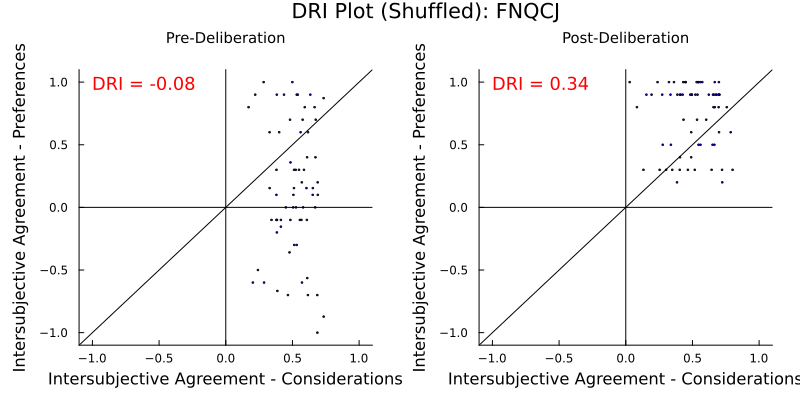 DRI Plot (Shuffled): FNQCJ
Pre-Deliberation
Intersubjective Agreement - Preferences
1.0
0.5
0.0
−0.5
−1.0
DRI = -0.08
−1.0 −0.5 0.0 0.5 1.0
Intersubjective Agreement - Considerations
Post-Deliberation
Intersubjective Agreement - Preferences
1.0
0.5
0.0
−0.5
−1.0
DRI = 0.34
−1.0 −0.5 0.0 0.5 1.0
Intersubjective Agreement - Considerations